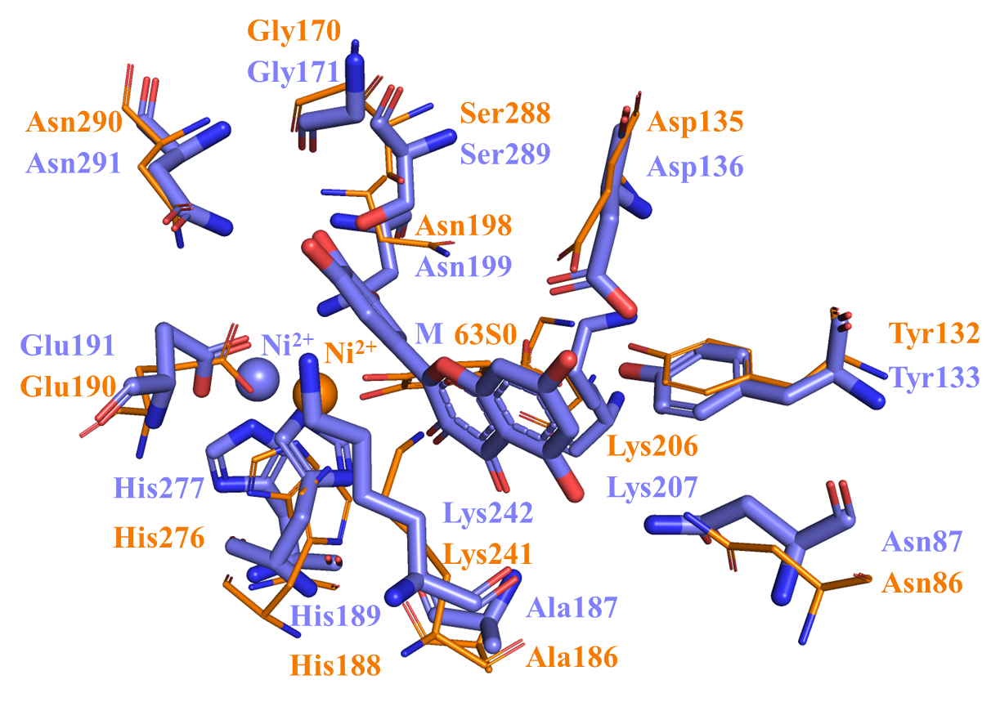 Gly170
Gly171
Asn290
Asn291
Ser288
Ser289
Asp135
Asp136
Asn198
Asn199
Glu191
Glu190
Ni2+
Ni2+
M
63S0
Tyr132
Tyr133
Lys206
Lys207
His277
His276
Lys242
Lys241
Asn87
Asn86
His189
His188
Ala187
Ala186